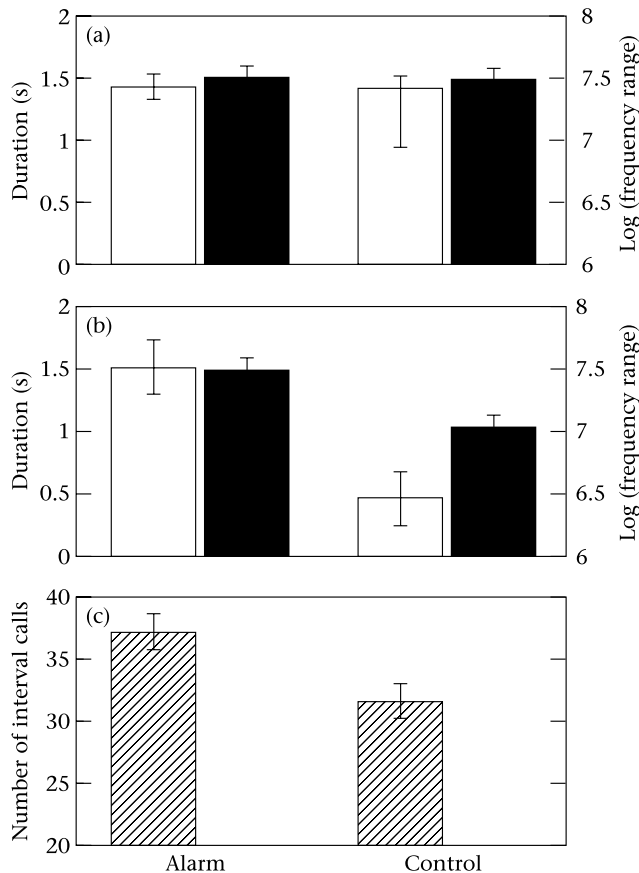 (a)
Duration (s)
2
1.5
1
0.5
0
8
7.5
7
6.5
6
Log (frequency range)
(b)
Duration (s)
2
1.5
1
0.5
0
8
7.5
7
6.5
6
Log (frequency range)
(c)
Number of interval calls
40
35
30
25
20
Alarm
Control